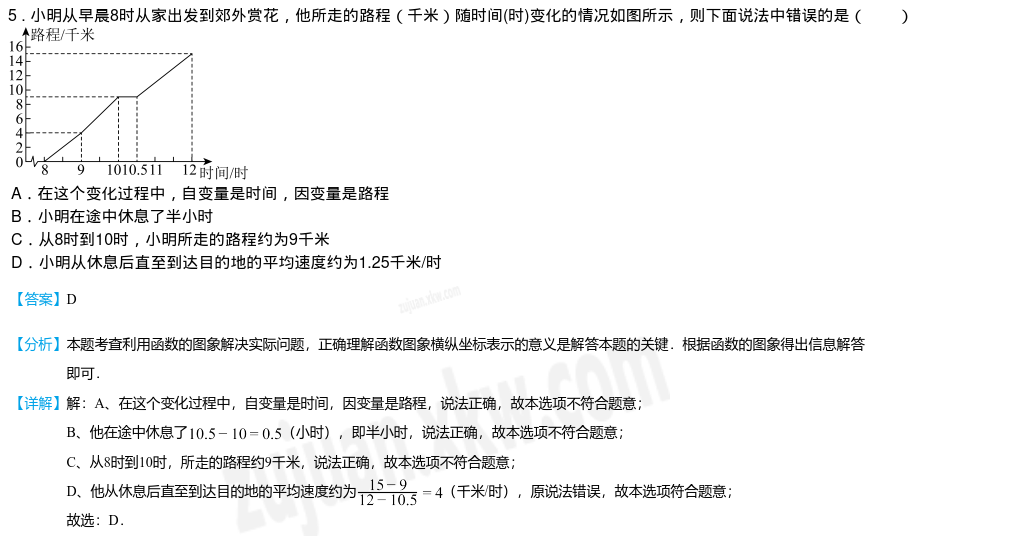 5．小明从早晨8时从家出发到郊外赏花，他所走的路程（千米）随时间(时)变化的情况如图所示，则下面说法中错误的是（　　）
路程/千米
16
14
12
10
8
6
4
2
0
8 9 10 10.5 11 12 时间/时
A．在这个变化过程中，自变量是时间，因变量是路程
B．小明在途中休息了半小时
C．从8时到10时，小明所走的路程约为9千米
D．小明从休息后直至到达目的地的平均速度约为1.25千米/时
【答案】D
zujuan.xkw.com
【分析】本题考查利用函数的图象解决实际问题，正确理解函数图象横纵坐标表示的意义是解答本题的关键．根据函数的图象得出信息解答
即可．
【详解】解：A、在这个变化过程中，自变量是时间，因变量是路程，说法正确，故本选项不符合题意；
B、他在途中休息了10.5－10＝0.5（小时），即半小时，说法正确，故本选项不符合题意；
C、从8时到10时，所走的路程约9千米，说法正确，故本选项不符合题意；
D、他从休息后直至到达目的地的平均速度约为(15－9)/(12－10.5)＝4（千米/时），原说法错误，故本选项符合题意；
故选：D．
zujuan.xkw.com